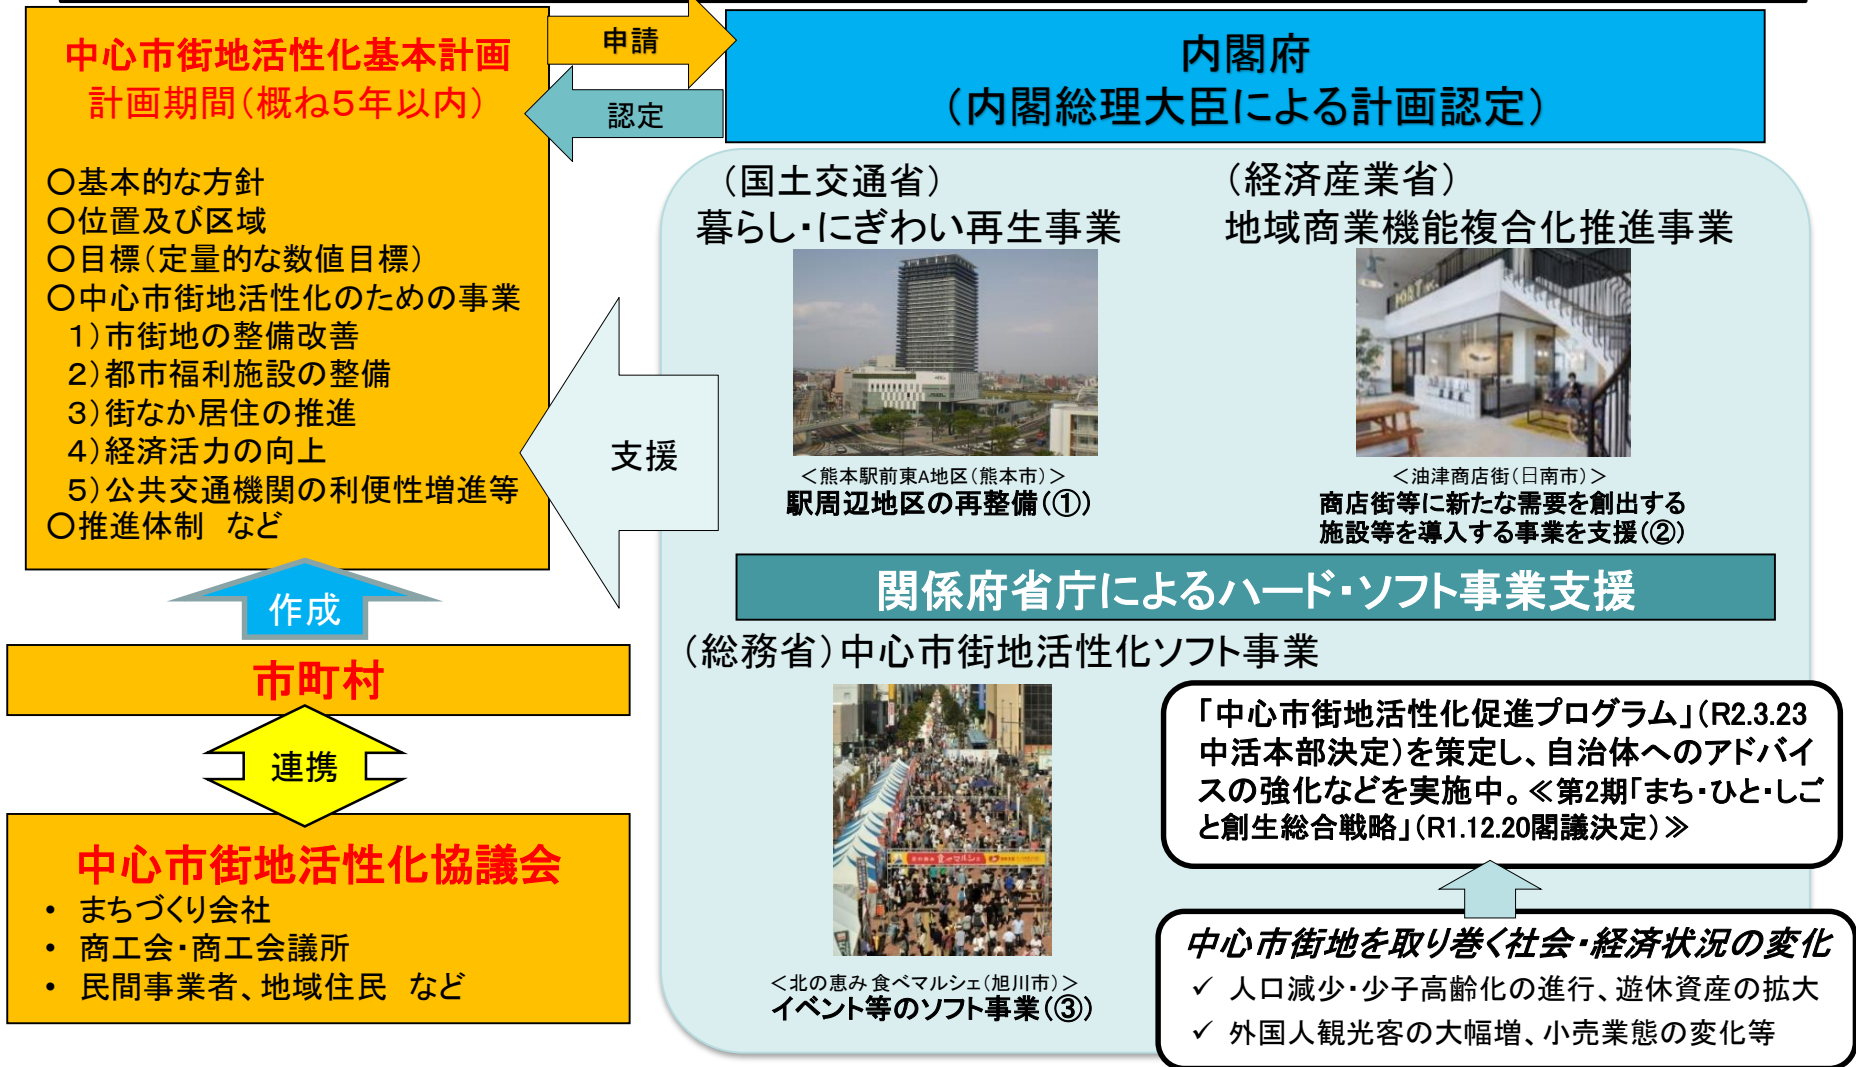 中心市街地活性化基本計画
計画期間（概ね５年以内）
○基本的な方針
○位置及び区域
○目標（定量的な数値目標）
○中心市街地活性化のための事業
１）市街地の整備改善
２）都市福利施設の整備
３）街なか居住の推進
４）経済活力の向上
５）公共交通機関の利便性増進等
○推進体制　など
申請
認定
内閣府
（内閣総理大臣による計画認定）
作成
市町村
連携
中心市街地活性化協議会
・ まちづくり会社
・ 商工会・商工会議所
・ 民間事業者、地域住民　など
支援
（国土交通省）
暮らし・にぎわい再生事業
＜熊本駅前東A地区（熊本市）＞
駅周辺地区の再整備（①）
（経済産業省）
地域商業機能複合化推進事業
＜油津商店街（日南市）＞
商店街等に新たな需要を創出する
施設等を導入する事業を支援（②）
関係府省庁によるハード・ソフト事業支援
（総務省）中心市街地活性化ソフト事業
食べマルシェ
＜北の恵み 食べマルシェ（旭川市）＞
イベント等のソフト事業（③）
「中心市街地活性化促進プログラム」（R2.3.23
中活本部決定）を策定し、自治体へのアドバイ
スの強化などを実施中。≪第2期「まち・ひと・しご
と創生総合戦略」（R1.12.20閣議決定）≫
中心市街地を取り巻く社会・経済状況の変化
✓ 人口減少・少子高齢化の進行、遊休資産の拡大
✓ 外国人観光客の大幅増、小売業態の変化等